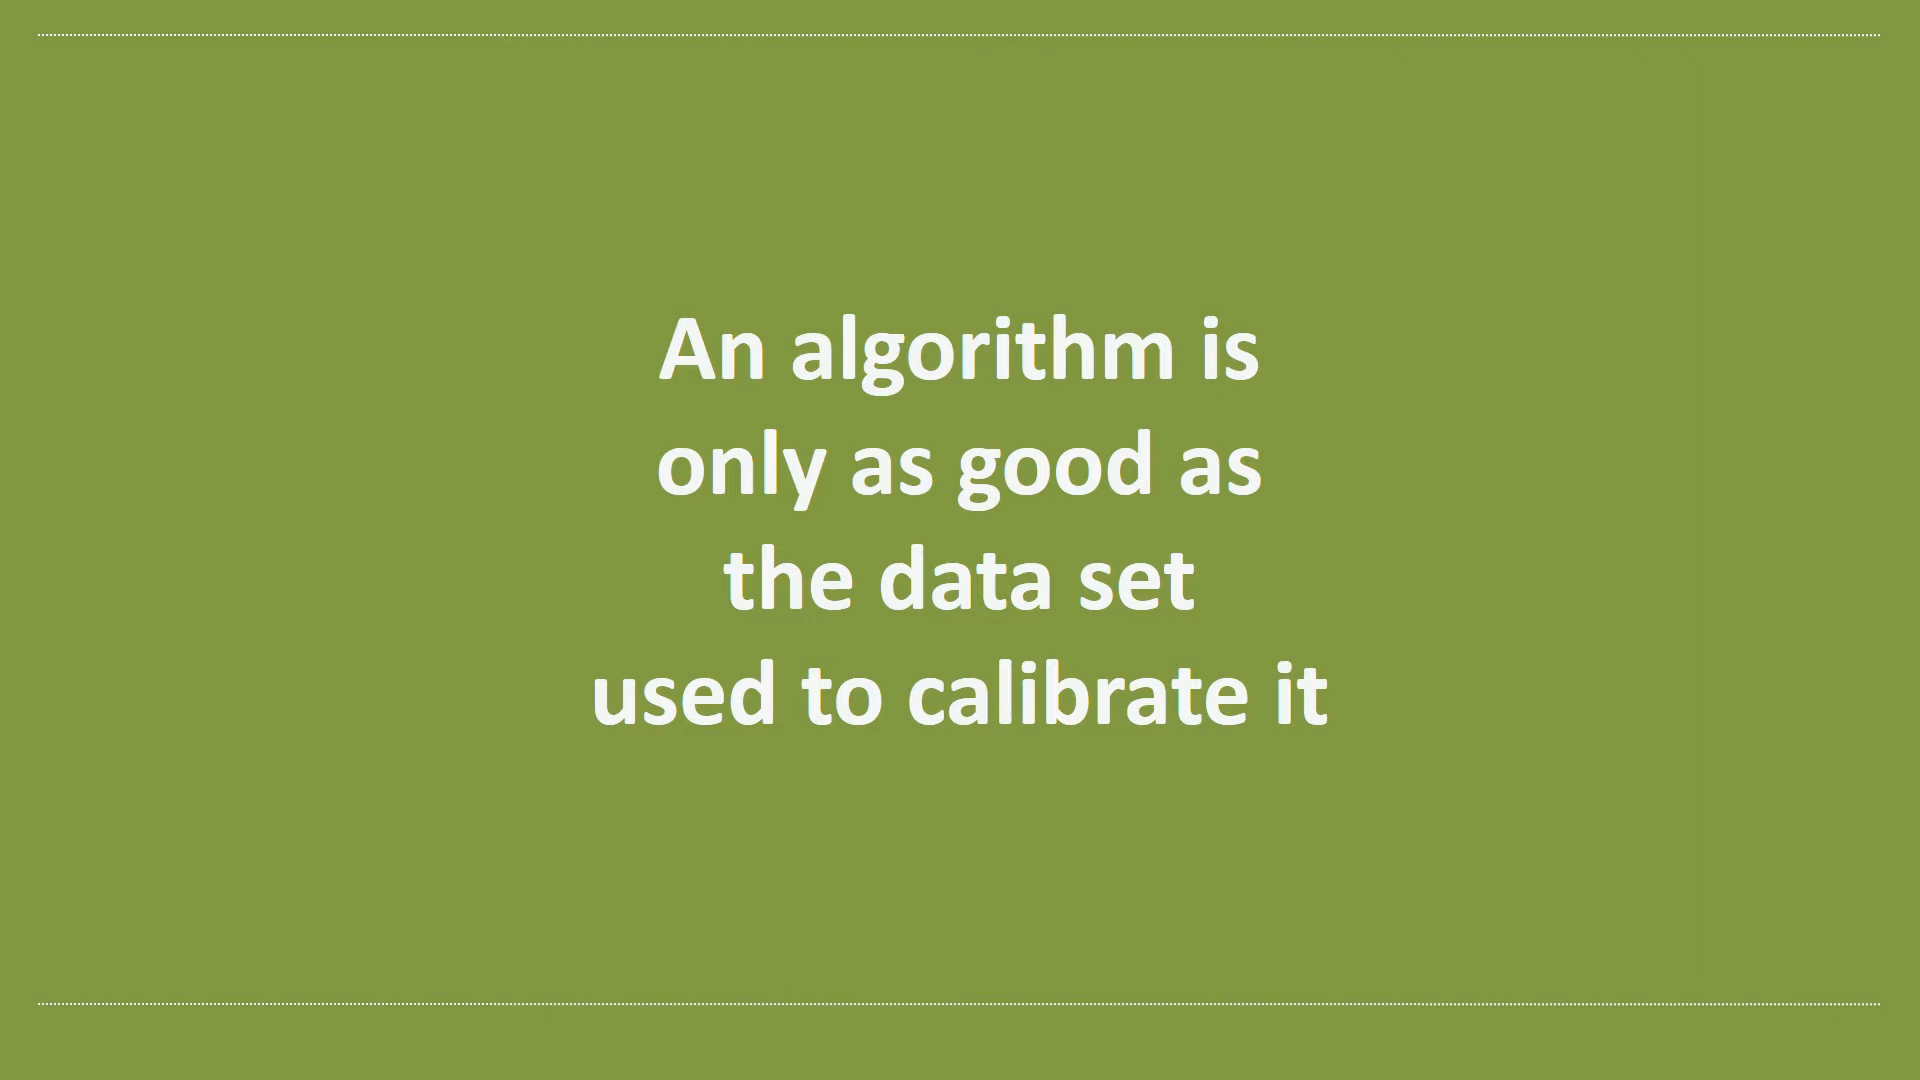 An algorithm is
only as good as
the data set
used to calibrate it